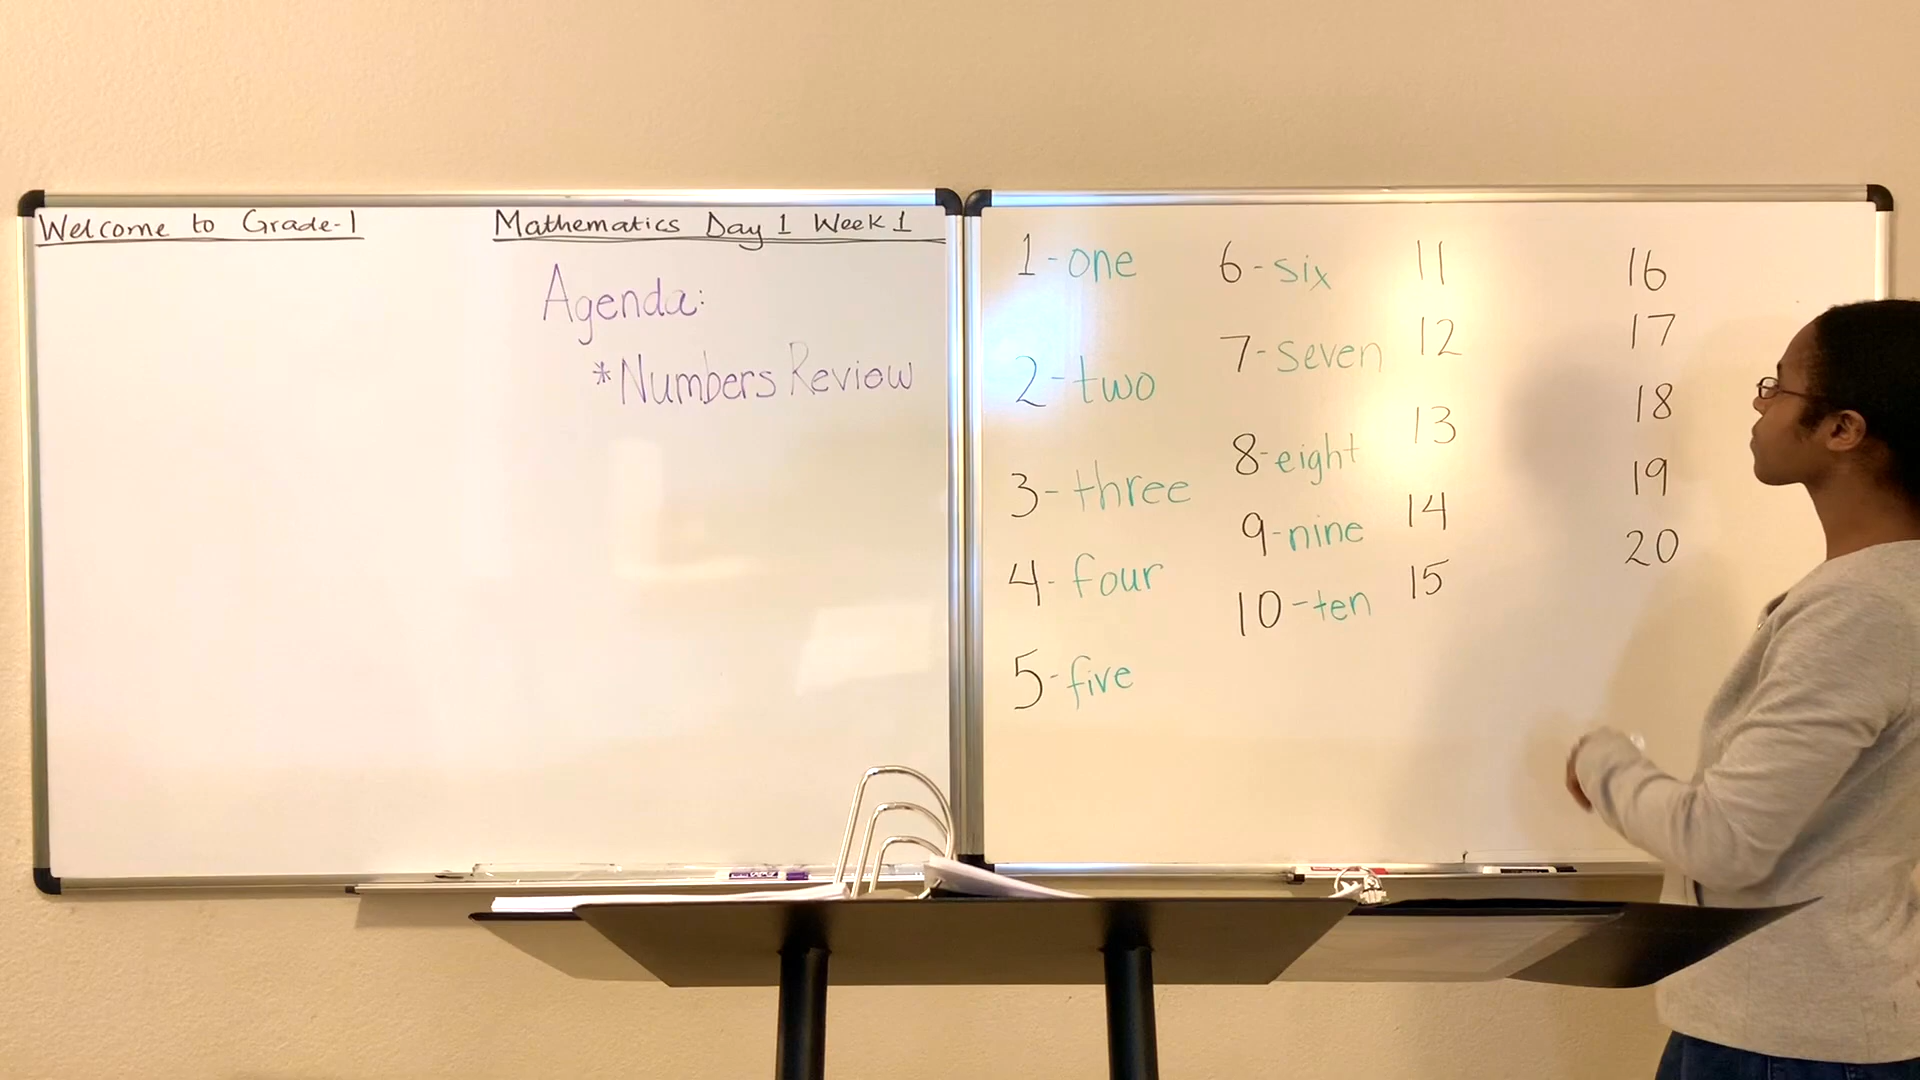 Welcome to Grade-1
Mathematics Day 1 Week 1
Agenda:
*Numbers Review
1-one
2-two
3-three
4-four
5-five
6-six
7-seven
8-eight
9-nine
10-ten
11
12
13
14
15
16
17
18
19
20